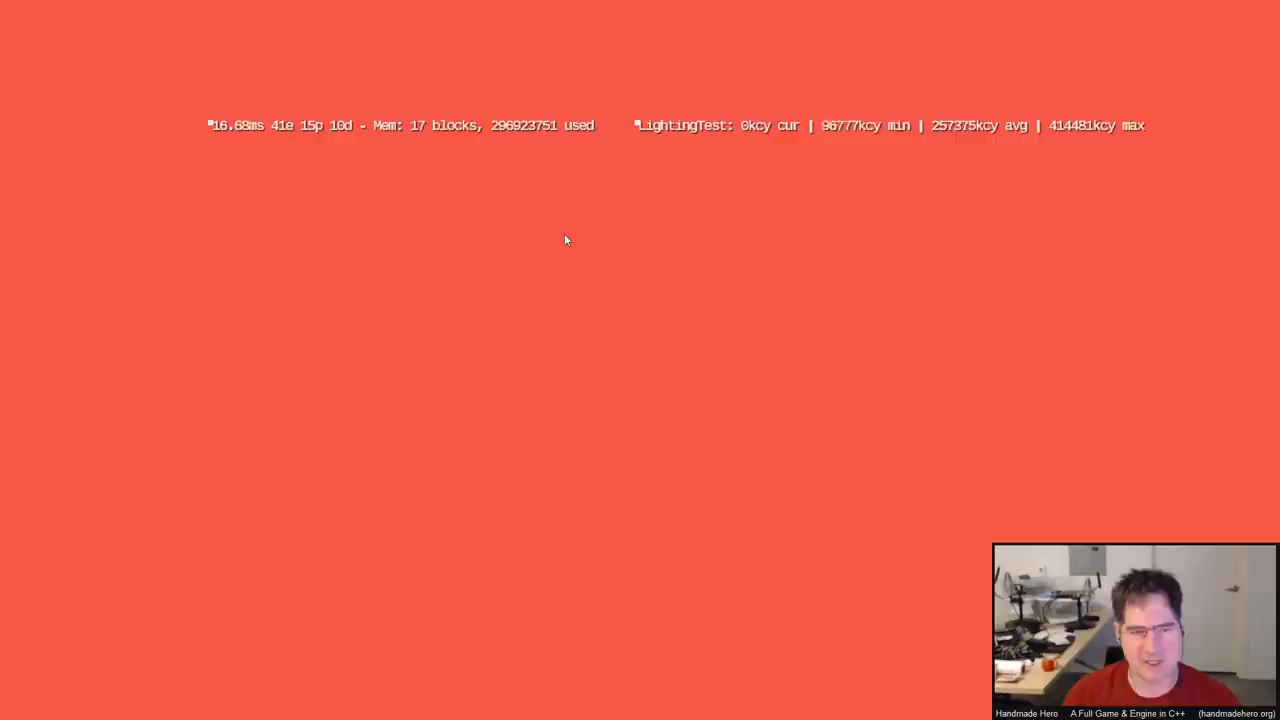 16.68ms 41e 15p 10d - Mem: 17 blocks, 296923751 used
LightingTest: 0kcy cur | 96777kcy min | 257375kcy avg | 414481kcy max
Handmade Hero A Full Game & Engine in C++ (handmadehero.org)